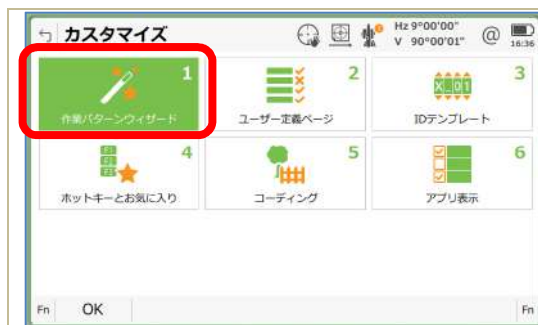 カスタマイズ
Hz 9°00'00"
V 90°00'01"
@
16:36
1
作業パターンウィザード
2
ユーザー定義ページ
3
X_01
IDテンプレート
4
F1
F2
F3
ホットキーとお気に入り
5
コーディング
6
アプリ表示
Fn
OK
Fn